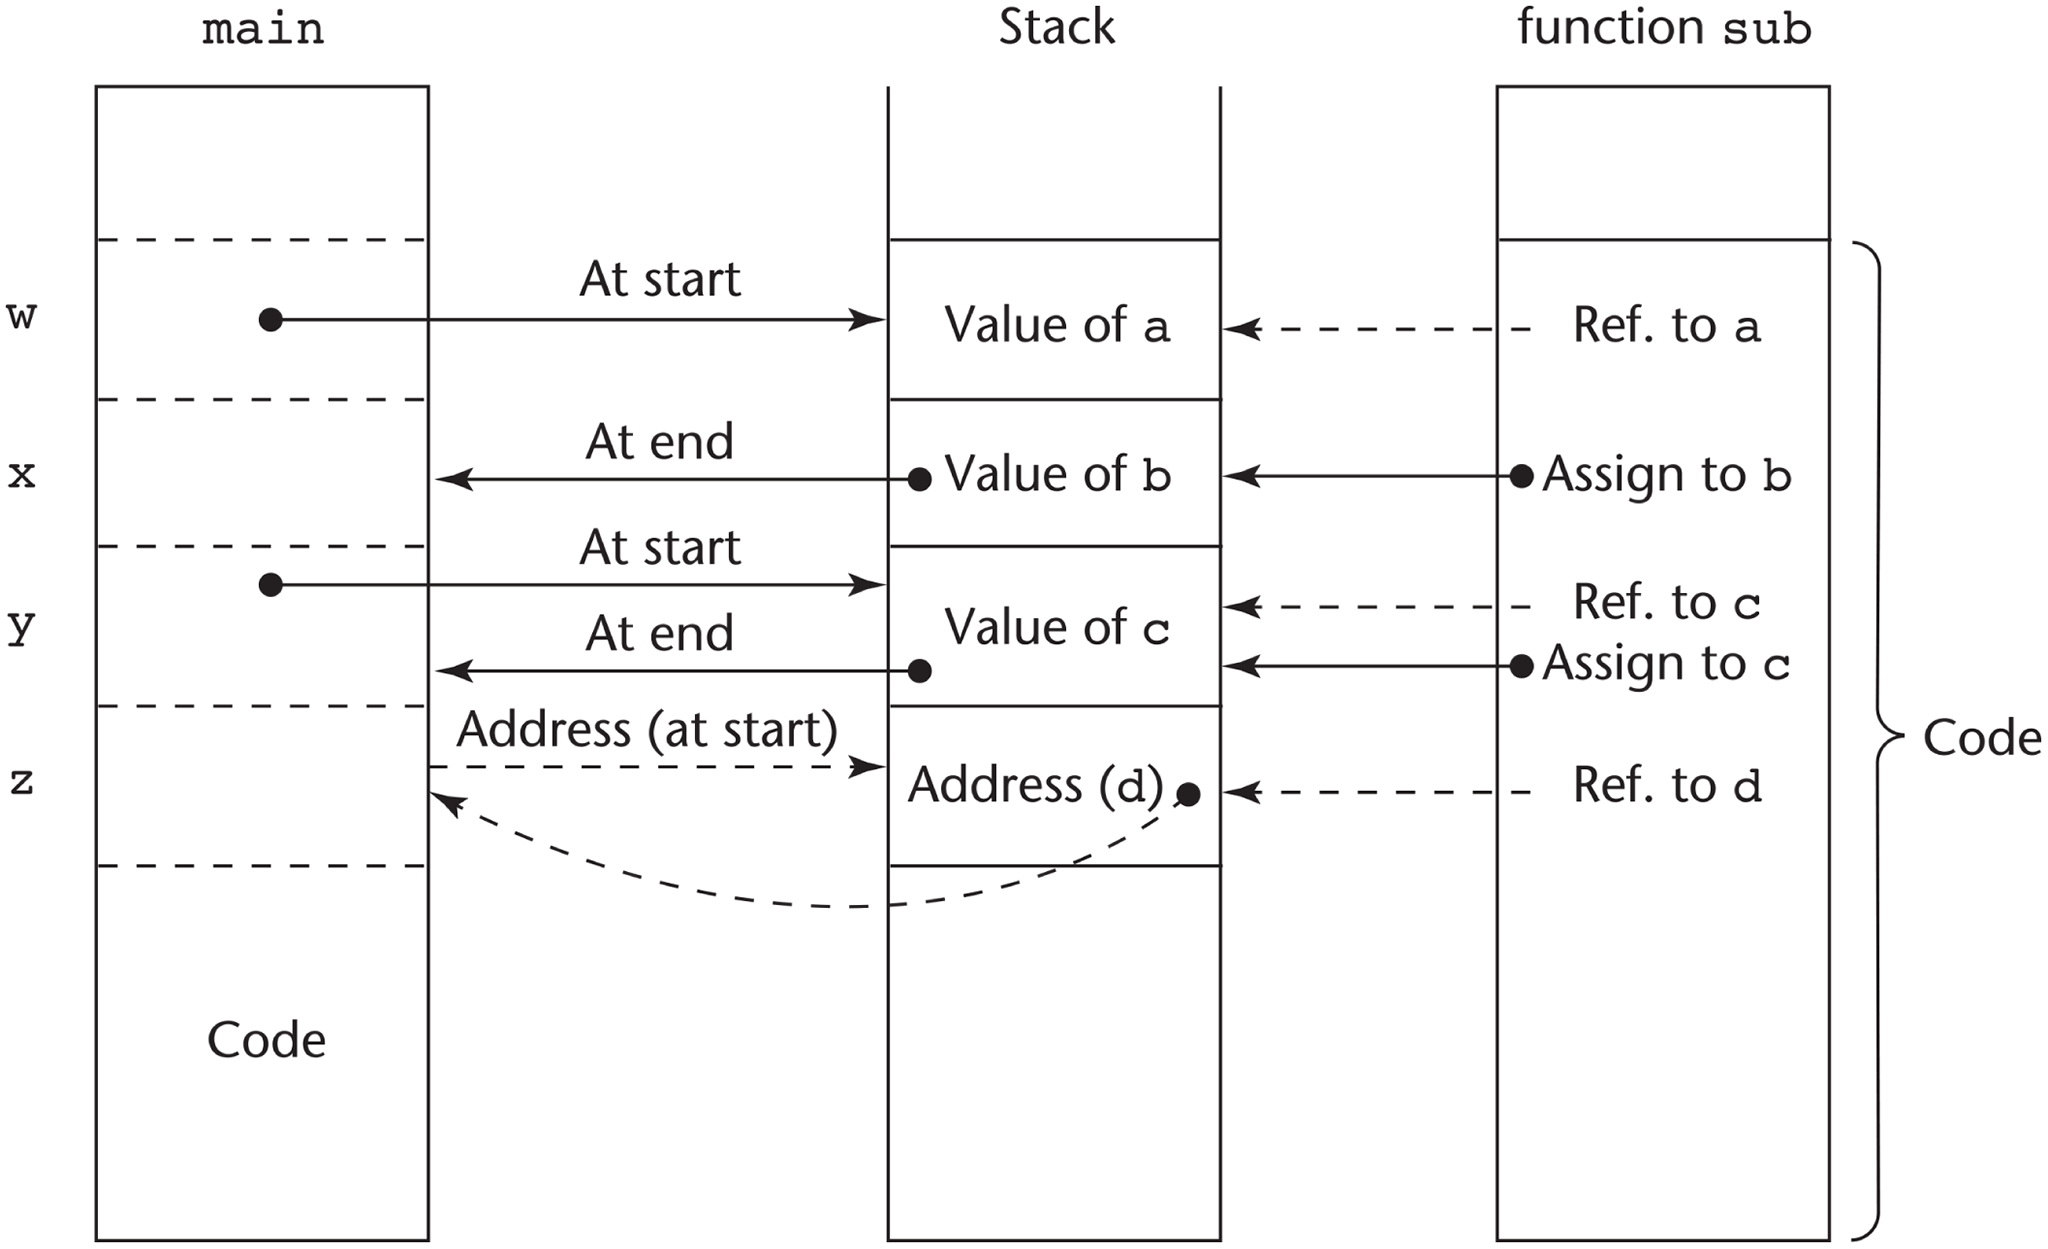 main Stack function sub
w At start Value of a Ref. to a
x At end Value of b Assign to b
At start
y Value of c Ref. to c
At end Assign to c
Address (at start)
z Address (d) Ref. to d
Code
Code